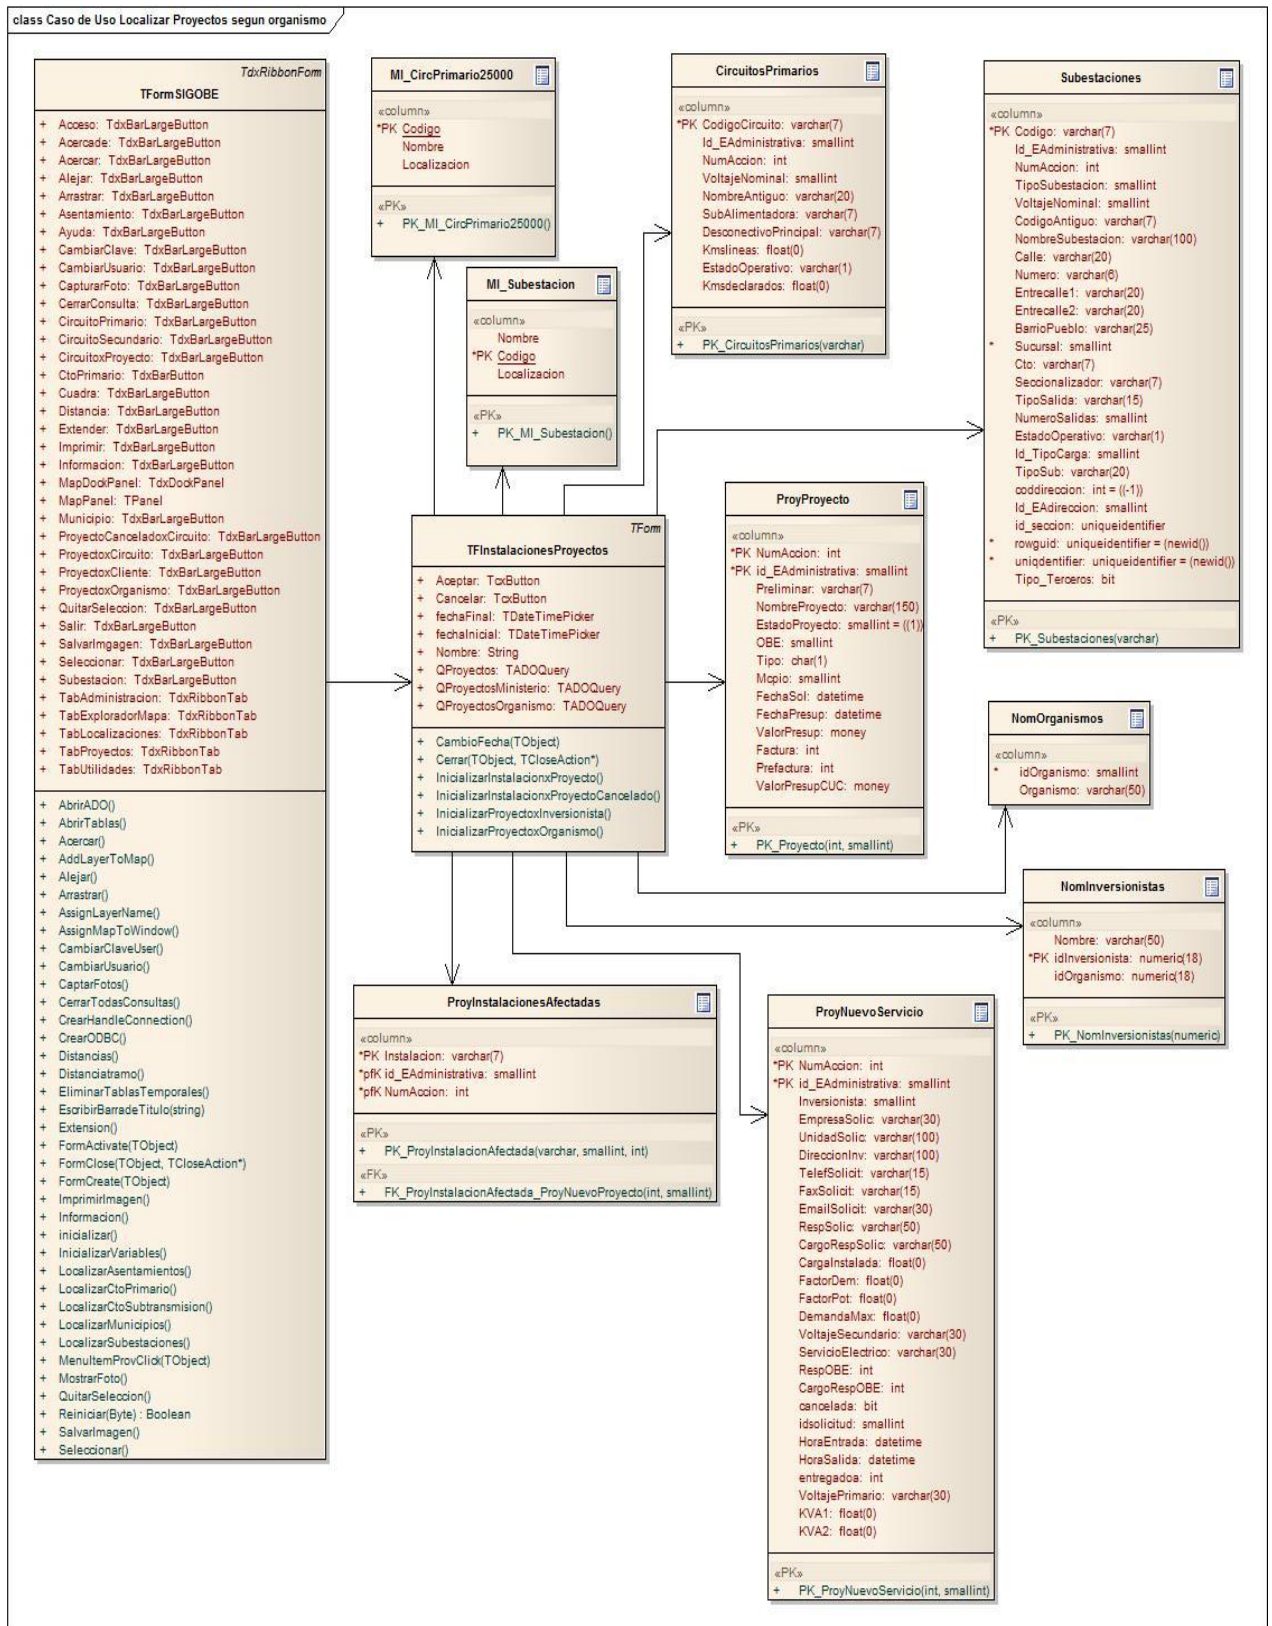 class Caso de Uso Localizar Proyectos segun organismo
TdxRibbonForm
TFormSIGOBE
+ Acceso: TdxBarLargeButton
+ Acercade: TdxBarLargeButton
+ Acercar: TdxBarLargeButton
+ Alejar: TdxBarLargeButton
+ Arrastrar: TdxBarLargeButton
+ Asentamiento: TdxBarLargeButton
+ Ayuda: TdxBarLargeButton
+ CambiarClave: TdxBarLargeButton
+ CambiarUsuario: TdxBarLargeButton
+ CapturarFoto: TdxBarLargeButton
+ CerrarConsulta: TdxBarLargeButton
+ CircuitoPrimario: TdxBarLargeButton
+ CircuitoSecundario: TdxBarLargeButton
+ CircuitoxProyecto: TdxBarLargeButton
+ CtoPrimario: TdxBarButton
+ Cuadra: TdxBarLargeButton
+ Distancia: TdxBarLargeButton
+ Extender: TdxBarLargeButton
+ Imprimir: TdxBarLargeButton
+ Informacion: TdxBarLargeButton
+ MapDockPanel: TdxDockPanel
+ MapPanel: TPanel
+ Municipio: TdxBarLargeButton
+ ProyectoCanceladoxCircuito: TdxBarLargeButton
+ ProyectoxCircuito: TdxBarLargeButton
+ ProyectoxCliente: TdxBarLargeButton
+ ProyectoxOrganismo: TdxBarLargeButton
+ QuitarSeleccion: TdxBarLargeButton
+ Salir: TdxBarLargeButton
+ SalvarImgagen: TdxBarLargeButton
+ Seleccionar: TdxBarLargeButton
+ Subestacion: TdxBarLargeButton
+ TabAdministracion: TdxRibbonTab
+ TabExploradorMapa: TdxRibbonTab
+ TabLocalizaciones: TdxRibbonTab
+ TabProyectos: TdxRibbonTab
+ TabUtilidades: TdxRibbonTab
+ AbrirADO()
+ AbrirTablas()
+ Acercar()
+ AddLayerToMap()
+ Alejar()
+ Arrastrar()
+ AssignLayerName()
+ AssignMapToWindow()
+ CambiarClaveUser()
+ CambiarUsuario()
+ CaptarFotos()
+ CerrarTodasConsultas()
+ CrearHandleConnection()
+ CrearODBC()
+ Distancias()
+ Distanciatramo()
+ EliminarTablasTemporales()
+ EscribirBarradeTitulo(string)
+ Extension()
+ FormActivate(TObject)
+ FormClose(TObject, TCloseAction*)
+ FormCreate(TObject)
+ ImprimirImagen()
+ Informacion()
+ inicializar()
+ InicializarVariables()
+ LocalizarAsentamientos()
+ LocalizarCtoPrimario()
+ LocalizarCtoSubtransmision()
+ LocalizarMunicipios()
+ LocalizarSubestaciones()
+ MenuItemProvClick(TObject)
+ MostrarFoto()
+ QuitarSeleccion()
+ Reiniciar(Byte) : Boolean
+ SalvarImagen()
+ Seleccionar()
MI_CircPrimario25000
«column»
*PK Codigo
Nombre
Localizacion
«PK»
+ PK_MI_CircPrimario25000()
MI_Subestacion
«column»
Nombre
*PK Codigo
Localizacion
«PK»
+ PK_MI_Subestacion()
CircuitosPrimarios
«column»
*PK CodigoCircuito: varchar(7)
Id_EAdministrativa: smallint
NumAccion: int
VoltajeNominal: smallint
NombreAntiguo: varchar(20)
SubAlimentadora: varchar(7)
DesconectivoPrincipal: varchar(7)
Kmslineas: float(0)
EstadoOperativo: varchar(1)
Kmsdeclarados: float(0)
«PK»
+ PK_CircuitosPrimarios(varchar)
Subestaciones
«column»
*PK Codigo: varchar(7)
Id_EAdministrativa: smallint
NumAccion: int
TipoSubestacion: smallint
VoltajeNominal: smallint
CodigoAntiguo: varchar(7)
NombreSubestacion: varchar(100)
Calle: varchar(20)
Numero: varchar(6)
Entrecalle1: varchar(20)
Entrecalle2: varchar(20)
BarrioPueblo: varchar(25)
* Sucursal: smallint
Cto: varchar(7)
Seccionalizador: varchar(7)
TipoSalida: varchar(15)
NumeroSalidas: smallint
EstadoOperativo: varchar(1)
Id_TipoCarga: smallint
TipoSub: varchar(20)
coddireccion: int = ((-1))
Id_EAdireccion: smallint
id_seccion: uniqueidentifier
* rowguid: uniqueidentifier = (newid())
* uniqdentifier: uniqueidentifier = (newid())
Tipo_Terceros: bit
«PK»
+ PK_Subestaciones(varchar)
TForm
TFInstalacionesProyectos
+ Aceptar: TcxButton
+ Cancelar: TcxButton
+ fechaFinal: TDateTimePicker
+ fechaInicial: TDateTimePicker
+ Nombre: String
+ QProyectos: TADOQuery
+ QProyectosMinisterio: TADOQuery
+ QProyectosOrganismo: TADOQuery
+ CambioFecha(TObject)
+ Cerrar(TObject, TCloseAction*)
+ InicializarInstalacionxProyecto()
+ InicializarInstalacionxProyectoCancelado()
+ InicializarProyectoxInversionista()
+ InicializarProyectoxOrganismo()
ProyProyecto
«column»
*PK NumAccion: int
*PK id_EAdministrativa: smallint
Preliminar: varchar(7)
NombreProyecto: varchar(150)
EstadoProyecto: smallint = ((1))
OBE: smallint
Tipo: char(1)
Mcpio: smallint
FechaSol: datetime
FechaPresup: datetime
ValorPresup: money
Factura: int
Prefactura: int
ValorPresupCUC: money
«PK»
+ PK_Proyecto(int, smallint)
NomOrganismos
«column»
* idOrganismo: smallint
Organismo: varchar(50)
NomInversionistas
«column»
Nombre: varchar(50)
*PK idInversionista: numeric(18)
idOrganismo: numeric(18)
«PK»
+ PK_NomInversionistas(numeric)
ProyInstalacionesAfectadas
«column»
*PK Instalacion: varchar(7)
*pfK id_EAdministrativa: smallint
*pfK NumAccion: int
«PK»
+ PK_ProyInstalacionAfectada(varchar, smallint, int)
«FK»
+ FK_ProyInstalacionAfectada_ProyNuevoProyecto(int, smallint)
ProyNuevoServicio
«column»
*PK NumAccion: int
*PK id_EAdministrativa: smallint
Inversionista: smallint
EmpresaSolic: varchar(30)
UnidadSolic: varchar(100)
DireccionInv: varchar(100)
TelefSolicit: varchar(15)
FaxSolicit: varchar(15)
EmailSolicit: varchar(30)
RespSolic: varchar(50)
CargoRespSolic: varchar(50)
CargaInstalada: float(0)
FactorDem: float(0)
FactorPot: float(0)
DemandaMax: float(0)
VoltajeSecundario: varchar(30)
ServicioElectrico: varchar(30)
RespOBE: int
CargoRespOBE: int
cancelada: bit
idsolicitud: smallint
HoraEntrada: datetime
HoraSalida: datetime
entregadoa: int
VoltajePrimario: varchar(30)
KVA1: float(0)
KVA2: float(0)
«PK»
+ PK_ProyNuevoServicio(int, smallint)